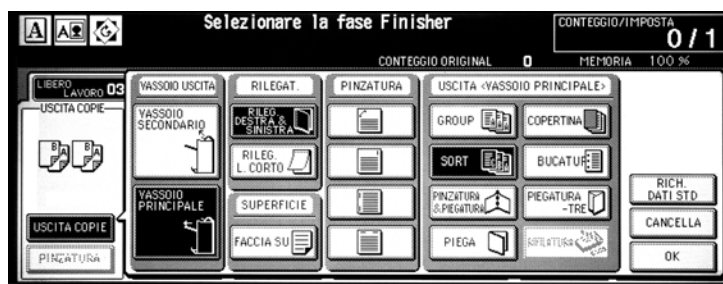 A A
Selezionare la fase Finisher
CONTEGGIO/IMPOSTA
0 / 1
CONTEGGIO ORIGINAL 0 MEMORIA 100 %
LIBERO
LAVORO 03
USCITA COPIE
B A B A
USCITA COPIE
PINZATURA
VASSOIO USCITA
VASSOIO
SECONDARIO
VASSOIO
PRINCIPALE
RILEGAT.
RILEG.
DESTRA &
SINISTRA
RILEG.
L. CORTO
SUPERFICIE
FACCIA SU
PINZATURA
USCITA <VASSOIO PRINCIPALE>
GROUP
COPERTINA
SORT
BUCATUR
PINZATURA
&PIEGATURA
PIEGATURA
-TRE
PIEGA
RIFILATURA
RICH.
DATI STD
CANCELLA
OK